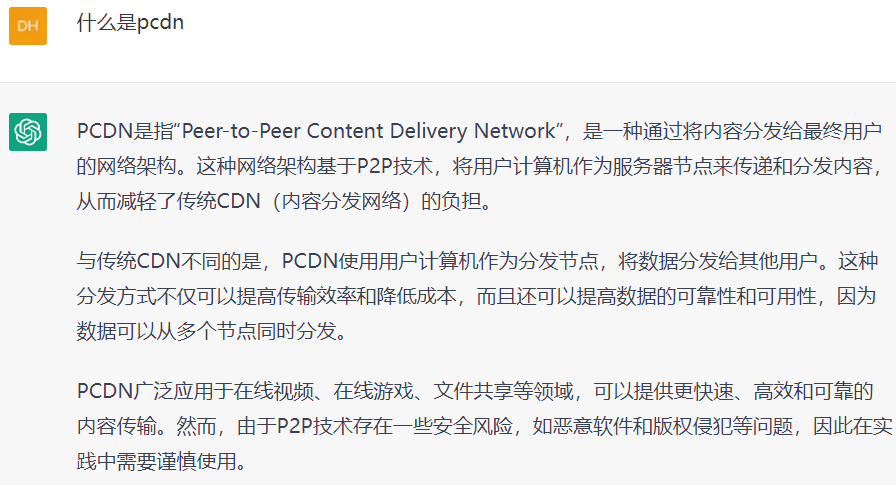 DH
什么是pcdn
PCDN是指“Peer-to-Peer Content Delivery Network”，是一种通过将内容分发给最终用户
的网络架构。这种网络架构基于P2P技术，将用户计算机作为服务器节点来传递和分发内容，
从而减轻了传统CDN（内容分发网络）的负担。
与传统CDN不同的是，PCDN使用用户计算机作为分发节点，将数据分发给其他用户。这种
分发方式不仅可以提高传输效率和降低成本，而且还可以提高数据的可靠性和可用性，因为
数据可以从多个节点同时分发。
PCDN广泛应用于在线视频、在线游戏、文件共享等领域，可以提供更快速、高效和可靠的
内容传输。然而，由于P2P技术存在一些安全风险，如恶意软件和版权侵犯等问题，因此在实
践中需要谨慎使用。